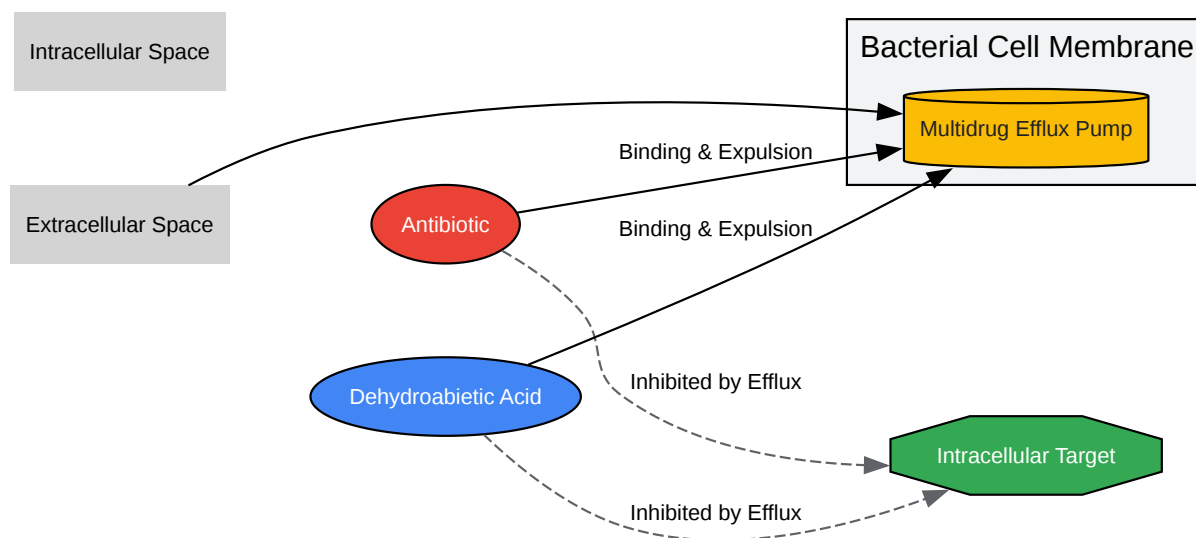 Intracellular Space
Bacterial Cell Membrane
Multidrug Efflux Pump
Binding & Expulsion
Extracellular Space
Antibiotic
Binding & Expulsion
Inhibited by Efflux
Dehydroabietic Acid
Intracellular Target
Inhibited by Efflux